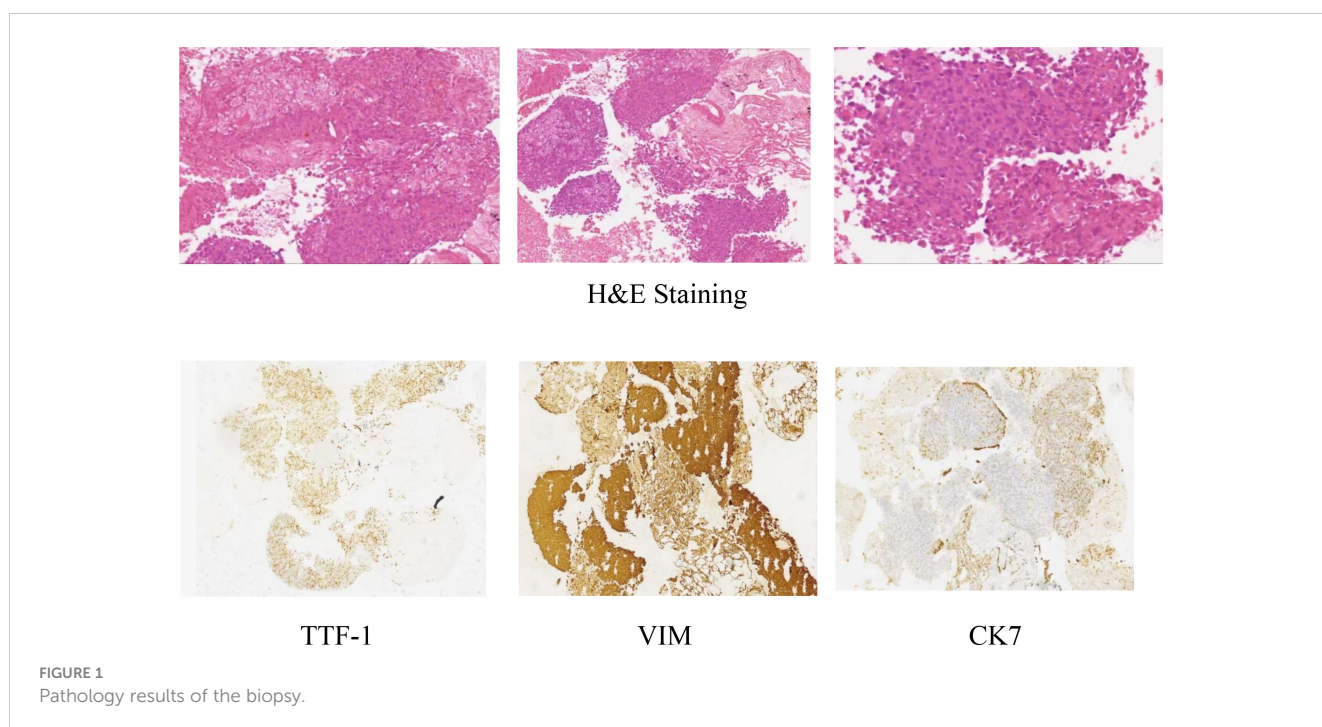 H&E Staining
TTF-1
VIM
CK7
FIGURE 1
Pathology results of the biopsy.